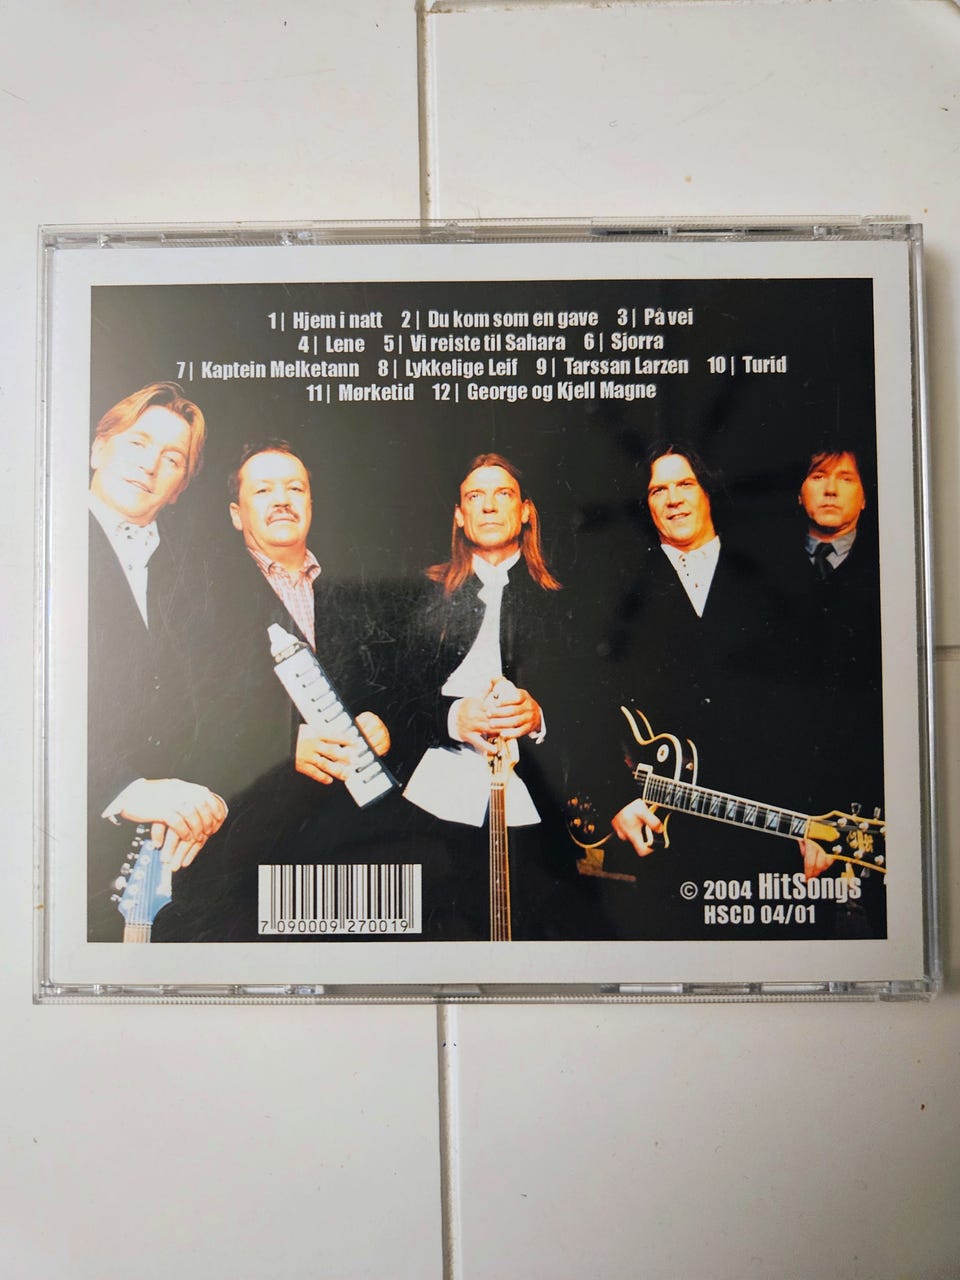 1| Hjem i natt 2| Du kom som en gave 3| På vei
4| Lene 5| Vi reiste til Sahara 6| Sjorra
7| Kaptein Melketann 8| Lykkelige Leif 9| Tarssan Larzen 10| Turid
11| Mørketid 12| George og Kjell Magne
7 090009 270019
© 2004 HitSongs
HSCD 04/01